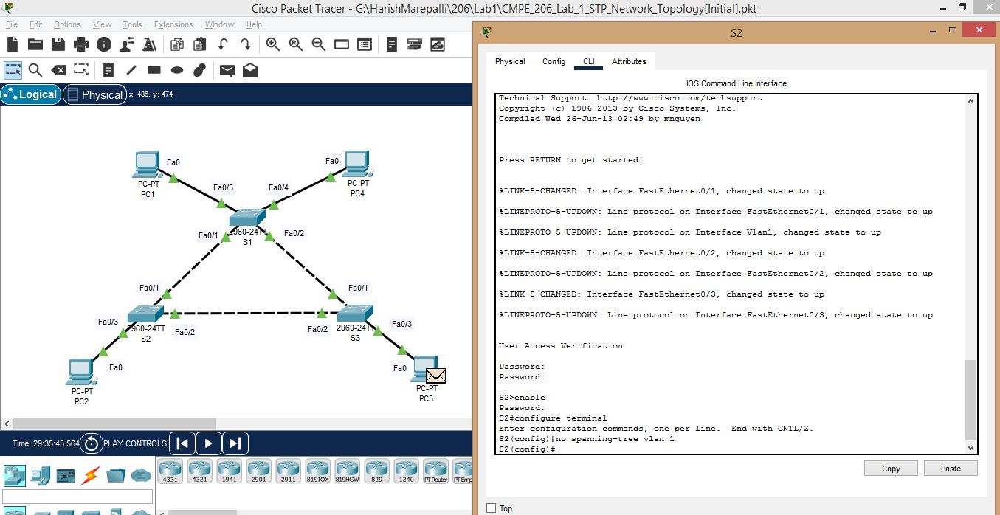 Cisco Packet Tracer - G:\HarishMarepalli\206\Lab1\CMPE_206_Lab_1_STP_Network_Topology[Initial].pkt
File Edit Options View Tools Extensions Window Help
Logical Physical x: 486, y: 474
Fa0
PC-PT
PC1
Fa0
PC-PT
PC4
Fa0/3
Fa0/4
2960-24TT
S1
Fa0/1
Fa0/2
Fa0/1
Fa0/1
Fa0/3
2960-24TT
S2
Fa0/2
Fa0/2
2960-24TT
S3
Fa0/3
Fa0
PC-PT
PC2
Fa0
PC-PT
PC3
Time: 29:35:43.564 PLAY CONTROLS:
4331 4321 1941 2901 2911 819IOX 819HGW 829 1240 PT-Router PT-Emp
S2
Physical Config CLI Attributes
IOS Command Line Interface
Technical Support: http://www.cisco.com/techsupport
Copyright (c) 1986-2013 by Cisco Systems, Inc.
Compiled Wed 26-Jun-13 02:49 by mnguyen
Press RETURN to get started!
%LINK-5-CHANGED: Interface FastEthernet0/1, changed state to up
%LINEPROTO-5-UPDOWN: Line protocol on Interface FastEthernet0/1, changed state to up
%LINEPROTO-5-UPDOWN: Line protocol on Interface Vlan1, changed state to up
%LINK-5-CHANGED: Interface FastEthernet0/2, changed state to up
%LINEPROTO-5-UPDOWN: Line protocol on Interface FastEthernet0/2, changed state to up
%LINK-5-CHANGED: Interface FastEthernet0/3, changed state to up
%LINEPROTO-5-UPDOWN: Line protocol on Interface FastEthernet0/3, changed state to up
User Access Verification
Password:
Password:
S2>enable
Password:
S2#configure terminal
Enter configuration commands, one per line. End with CNTL/Z.
S2(config)#no spanning-tree vlan 1
S2(config)#
Copy Paste
Top